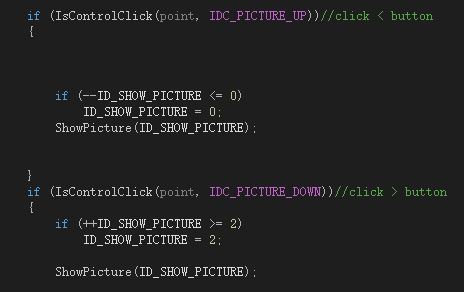 if (IsControlClick(point, IDC_PICTURE_UP))//click < button
{
if (--ID_SHOW_PICTURE <= 0)
ID_SHOW_PICTURE = 0;
ShowPicture(ID_SHOW_PICTURE);
}
if (IsControlClick(point, IDC_PICTURE_DOWN))//click > button
{
if (++ID_SHOW_PICTURE >= 2)
ID_SHOW_PICTURE = 2;
ShowPicture(ID_SHOW_PICTURE);